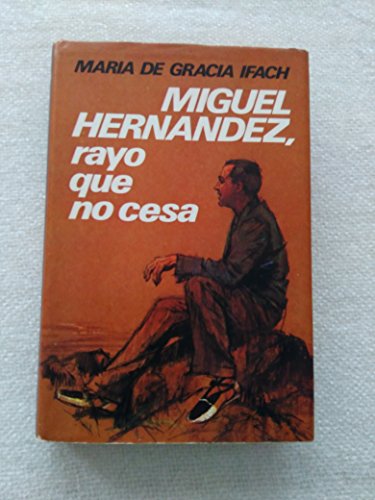 MARIA DE GRACIA IFACH
MIGUEL
HERNANDEZ,
rayo
que
no cesa